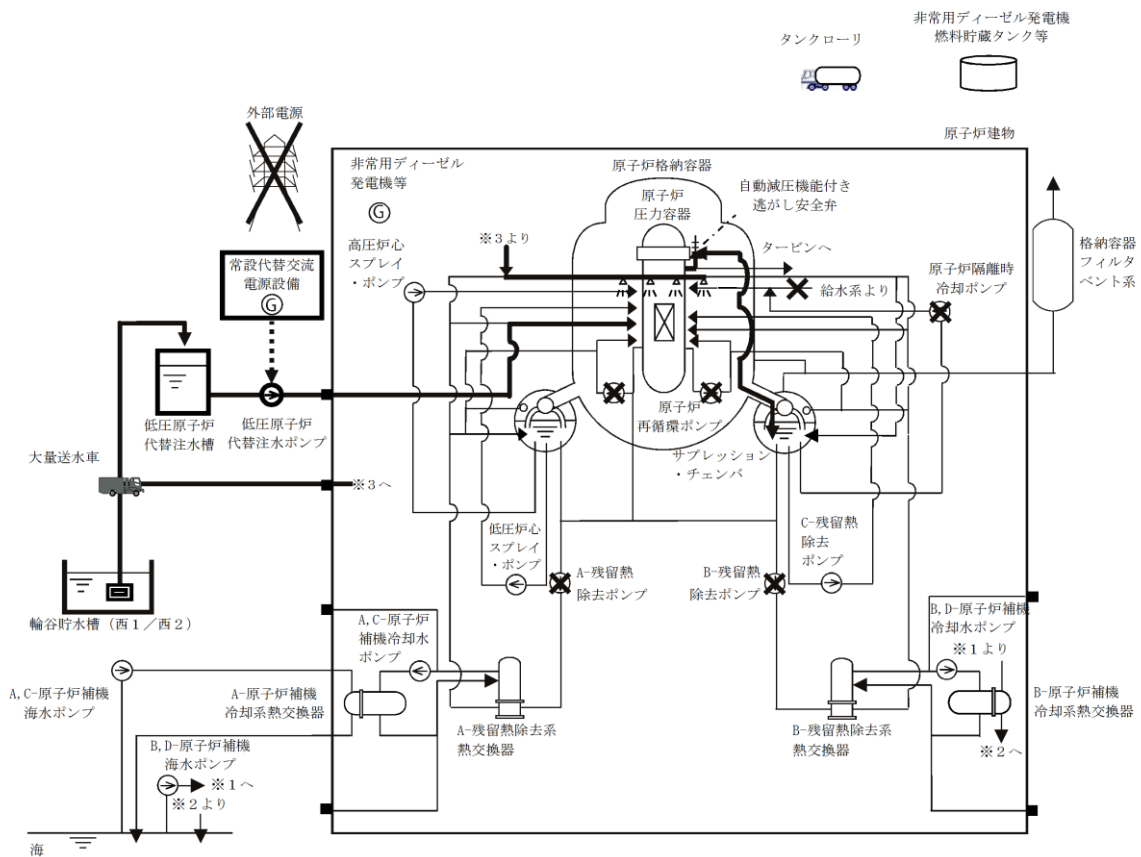 非常用ディーゼル発電機
燃料貯蔵タンク等
タンクローリ
外部電源
原子炉建物
非常用ディーゼル
発電機等
G
原子炉格納容器
原子炉
圧力容器
自動減圧機能付き
逃がし安全弁
高圧炉心
スプレイ
・ポンプ
※3より
タービンへ
給水系より
原子炉隔離時
冷却ポンプ
格納容器
フィルタ
ベント系
常設代替交流
電源設備
G
低圧原子炉
代替注水槽
低圧原子炉
代替注水ポンプ
原子炉
再循環ポンプ
サプレッション
・チェンバ
大量送水車
※3へ
低圧炉心
スプレイ
・ポンプ
A-残留熱
除去ポンプ
B-残留熱
除去ポンプ
C-残留熱
除去
ポンプ
輪谷貯水槽（西1／西2）
A,C-原子炉
補機冷却水
ポンプ
B,D-原子炉補機
冷却水ポンプ
※1より
A,C-原子炉補機
海水ポンプ
A-原子炉補機
冷却系熱交換器
A-残留熱除去系
熱交換器
B-残留熱除去系
熱交換器
B-原子炉補機
冷却系熱交換器
※2へ
B,D-原子炉補機
海水ポンプ
※1へ
※2より
海